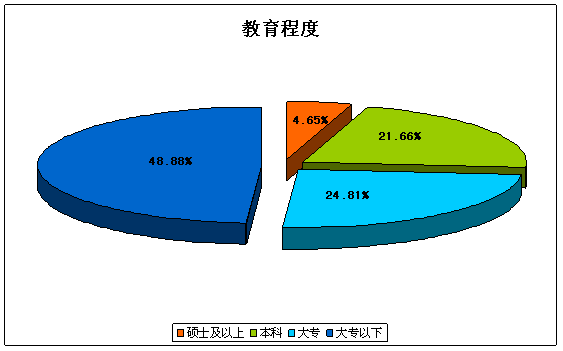 教育程度
4.65%
21.66%
48.88%
24.81%
硕士及以上 本科 大专 大专以下